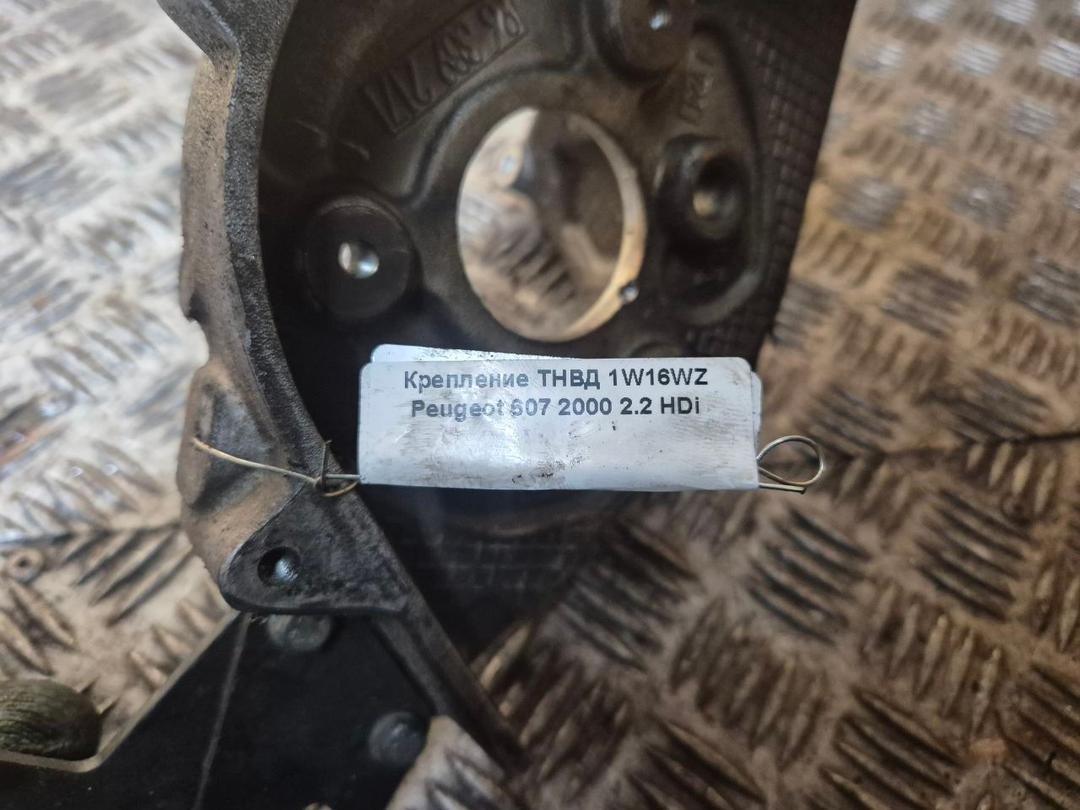 Крепление ТНВД 1W16WZ
Peugeot 607 2000 2.2 HDi